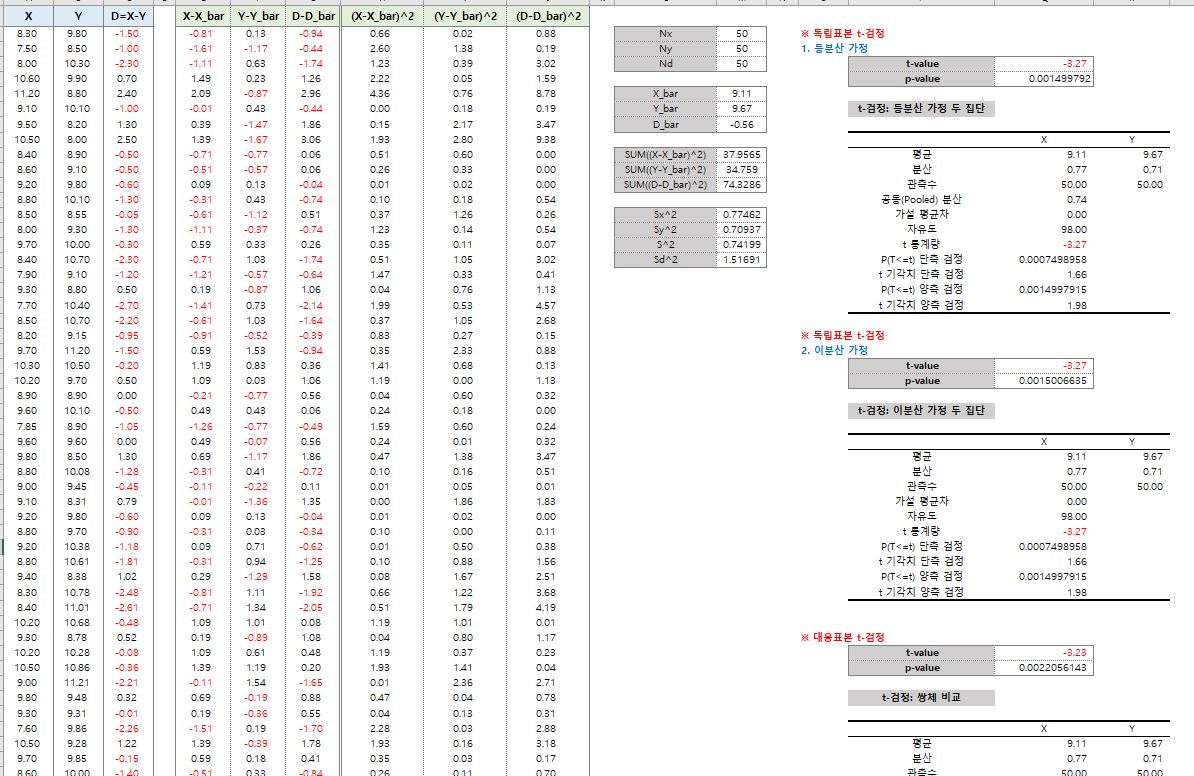 X Y D=X-Y X-X_bar Y-Y_bar D-D_bar (X-X_bar)^2 (Y-Y_bar)^2 (D-D_bar)^2
8.30 9.80 -1.50 -0.81 0.13 -0.94 0.66 0.02 0.88
7.50 8.50 -1.00 -1.61 -1.17 -0.44 2.60 1.38 0.19
8.00 10.30 -2.30 -1.11 0.63 -1.74 1.23 0.39 3.02
10.60 9.90 0.70 1.49 0.23 1.26 2.22 0.05 1.59
11.20 8.80 2.40 2.09 -0.87 2.96 4.36 0.76 8.78
9.10 10.10 -1.00 -0.01 0.43 -0.44 0.00 0.18 0.19
9.50 8.20 1.30 0.39 -1.47 1.86 0.15 2.17 3.47
10.50 8.00 2.50 1.39 -1.67 3.06 1.93 2.80 9.38
8.40 8.90 -0.50 -0.71 -0.77 0.06 0.51 0.60 0.00
8.60 9.10 -0.50 -0.51 -0.57 0.06 0.26 0.33 0.00
9.20 9.80 -0.60 0.09 0.13 -0.04 0.01 0.02 0.00
8.80 10.10 -1.30 -0.31 0.43 -0.74 0.10 0.18 0.54
8.50 8.55 -0.05 -0.61 -1.12 0.51 0.37 1.26 0.26
8.00 9.30 -1.30 -1.11 -0.37 -0.74 1.23 0.14 0.54
9.70 10.00 -0.30 0.59 0.33 0.26 0.35 0.11 0.07
8.40 10.70 -2.30 -0.71 1.03 -1.74 0.51 1.05 3.02
7.90 9.10 -1.20 -1.21 -0.57 -0.64 1.47 0.33 0.41
9.30 8.80 0.50 0.19 -0.87 1.06 0.04 0.76 1.13
7.70 10.40 -2.70 -1.41 0.73 -2.14 1.99 0.53 4.57
8.50 10.70 -2.20 -0.61 1.03 -1.64 0.37 1.05 2.68
8.20 9.15 -0.95 -0.91 -0.52 -0.39 0.83 0.27 0.15
9.70 11.20 -1.50 0.59 1.53 -0.94 0.35 2.33 0.88
10.30 10.50 -0.20 1.19 0.83 0.36 1.41 0.68 0.13
10.20 9.70 0.50 1.09 0.03 1.06 1.19 0.00 1.13
8.90 8.90 0.00 -0.21 -0.77 0.56 0.04 0.60 0.32
9.60 10.10 -0.50 0.49 0.43 0.06 0.24 0.18 0.00
7.85 8.90 -1.05 -1.26 -0.77 -0.49 1.59 0.60 0.24
9.60 9.60 0.00 0.49 -0.07 0.56 0.24 0.01 0.32
9.80 8.50 1.30 0.69 -1.17 1.86 0.47 1.38 3.47
8.80 10.08 -1.28 -0.31 0.41 -0.72 0.10 0.16 0.51
9.00 9.45 -0.45 -0.11 -0.22 0.11 0.01 0.05 0.01
9.10 8.31 0.79 -0.01 -1.36 1.35 0.00 1.86 1.83
9.20 9.80 -0.60 0.09 0.13 -0.04 0.01 0.02 0.00
8.80 9.70 -0.90 -0.31 0.03 -0.34 0.10 0.00 0.11
9.20 10.38 -1.18 0.09 0.71 -0.62 0.01 0.50 0.38
8.80 10.61 -1.81 -0.31 0.94 -1.25 0.10 0.88 1.56
9.40 8.38 1.02 0.29 -1.29 1.58 0.08 1.67 2.51
8.30 10.78 -2.48 -0.81 1.11 -1.92 0.66 1.22 3.68
8.40 11.01 -2.61 -0.71 1.34 -2.05 0.51 1.79 4.19
10.20 10.68 -0.48 1.09 1.01 0.08 1.19 1.01 0.01
9.30 8.78 0.52 0.19 -0.89 1.08 0.04 0.80 1.17
10.20 10.28 -0.08 1.09 0.61 0.48 1.19 0.37 0.23
10.50 10.86 -0.36 1.39 1.19 0.20 1.93 1.41 0.04
9.00 11.21 -2.21 -0.11 1.54 -1.65 0.01 2.36 2.71
9.80 9.48 0.32 0.69 -0.19 0.88 0.47 0.04 0.78
9.30 9.31 -0.01 0.19 -0.36 0.55 0.04 0.13 0.31
7.60 9.86 -2.26 -1.51 0.19 -1.70 2.28 0.03 2.88
10.50 9.28 1.22 1.39 -0.39 1.78 1.93 0.16 3.18
9.70 9.85 -0.15 0.59 0.18 0.41 0.35 0.03 0.17
8.60 10.00 -1.40 -0.51 0.33 -0.84 0.26 0.11 0.70
Nx 50
Ny 50
Nd 50
X_bar 9.11
Y_bar 9.67
D_bar -0.56
SUM((X-X_bar)^2) 37.9565
SUM((Y-Y_bar)^2) 34.759
SUM((D-D_bar)^2) 74.3286
Sx^2 0.77462
Sy^2 0.70937
S^2 0.74199
Sd^2 1.51691
※ 독립표본 t-검정
1. 등분산 가정
t-value -3.27
p-value 0.001499792
t-검정: 등분산 가정 두 집단
X Y
평균 9.11 9.67
분산 0.77 0.71
관측수 50.00 50.00
공동(Pooled) 분산 0.74
가설 평균차 0.00
자유도 98.00
t 통계량 -3.27
P(T<=t) 단측 검정 0.0007498958
t 기각치 단측 검정 1.66
P(T<=t) 양측 검정 0.0014997915
t 기각치 양측 검정 1.98
※ 독립표본 t-검정
2. 이분산 가정
t-value -3.27
p-value 0.0015006635
t-검정: 이분산 가정 두 집단
X Y
평균 9.11 9.67
분산 0.77 0.71
관측수 50.00 50.00
가설 평균차 0.00
자유도 98.00
t 통계량 -3.27
P(T<=t) 단측 검정 0.0007498958
t 기각치 단측 검정 1.66
P(T<=t) 양측 검정 0.0014997915
t 기각치 양측 검정 1.98
※ 대응표본 t-검정
t-value -3.23
p-value 0.0022056143
t-검정: 쌍체 비교
X Y
평균 9.11 9.67
분산 0.77 0.71
관측수 50.00 50.00